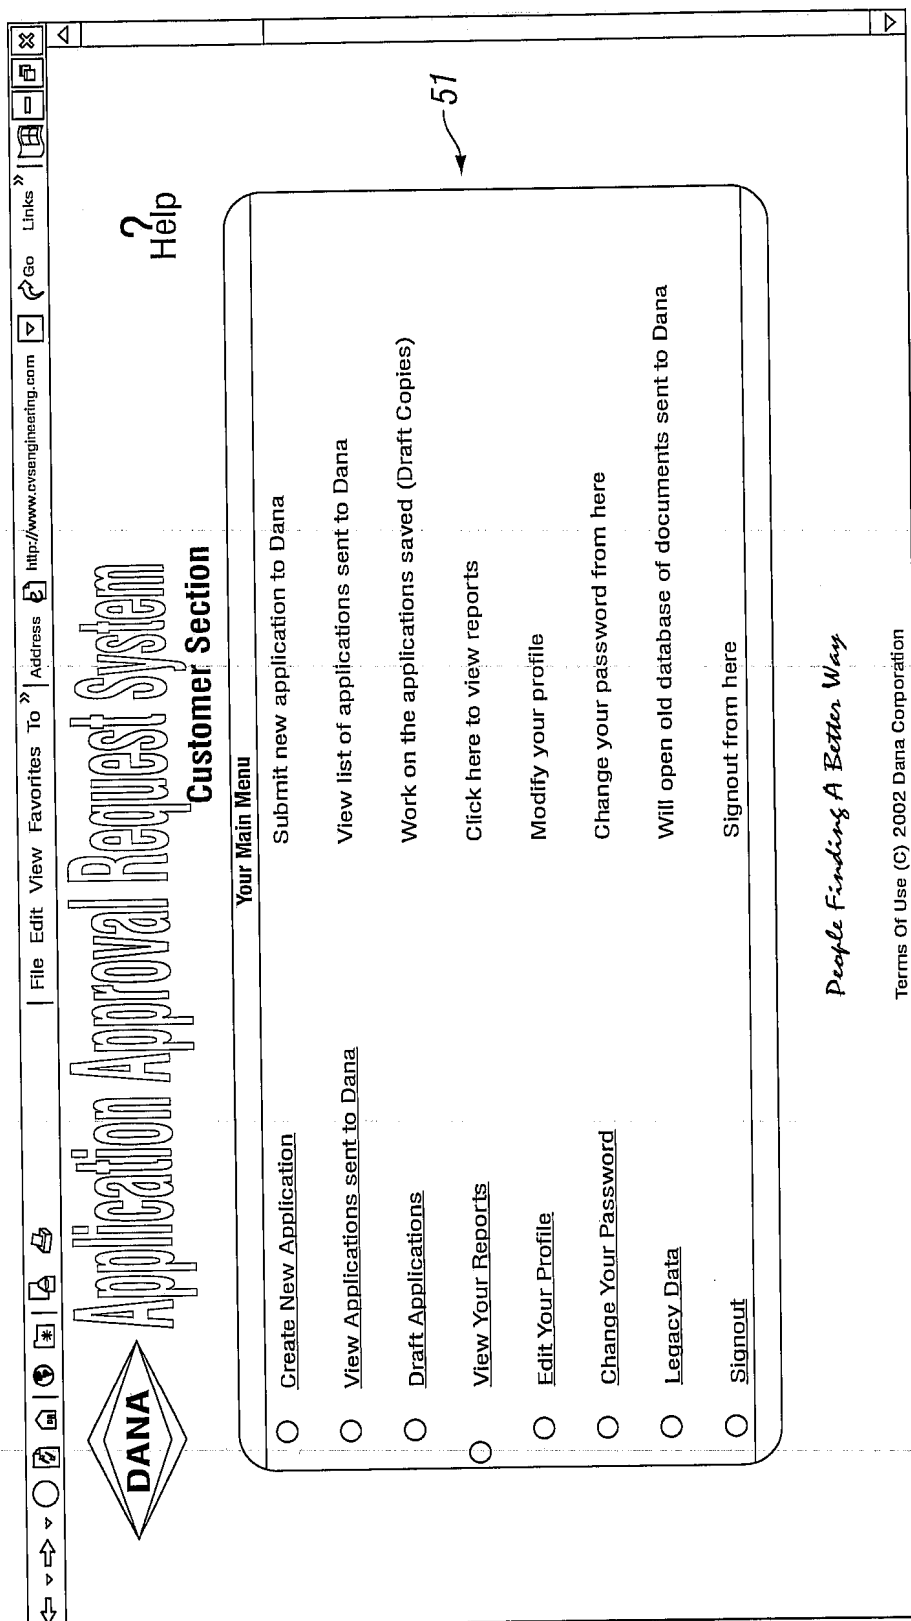 File Edit View Favorites To » Address http://www.cvsengineering.com Go Links »
DANA
Application Approval Request System
Customer Section
? Help
51
Your Main Menu
Create New Application Submit new application to Dana
View Applications sent to Dana View list of applications sent to Dana
Draft Applications Work on the applications saved (Draft Copies)
View Your Reports Click here to view reports
Edit Your Profile Modify your profile
Change Your Password Change your password from here
Legacy Data Will open old database of documents sent to Dana
Signout Signout from here
People Finding A Better Way
Terms Of Use (C) 2002 Dana Corporation